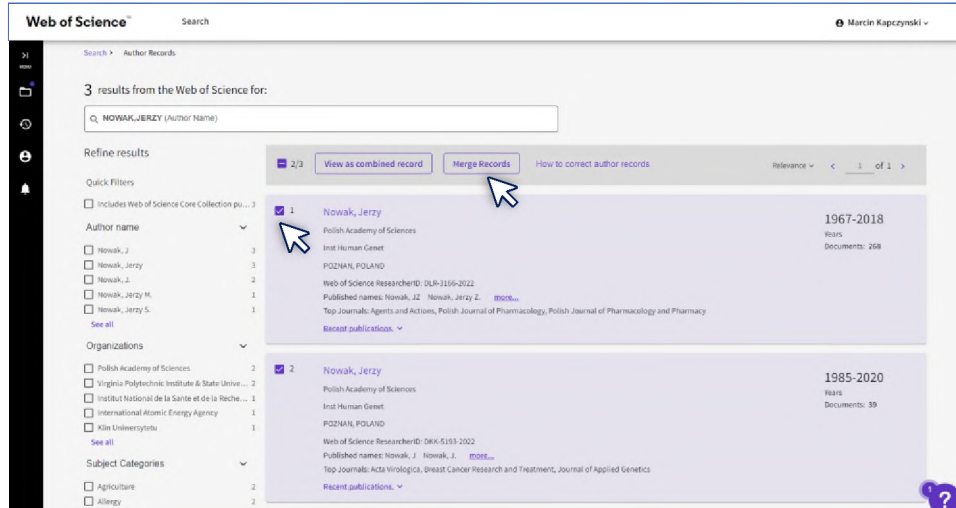 Web of Science™
Search
Marcin Kapczynski
MENU
Search > Author Records
3 results from the Web of Science for:
NOWAK,JERZY (Author Name)
Refine results
Quick Filters
Includes Web of Science Core Collection pu... 3
Author name
Nowak, J 3
Nowak, Jerzy 3
Nowak, J. 2
Nowak, Jerzy M. 1
Nowak, Jerzy S. 1
See all
Organizations
Polish Academy of Sciences 2
Virginia Polytechnic Institute & State Unive... 2
Institut National de la Sante et de la Reche... 1
International Atomic Energy Agency 1
Klin Uniwersytetu 1
See all
Subject Categories
Agriculture 2
Allergy 2
2/3 View as combined record Merge Records How to correct author records Relevance < 1 of 1 >
1 Nowak, Jerzy
Polish Academy of Sciences
Inst Human Genet
POZNAN, POLAND
Web of Science ResearcherID: DLR-3166-2022
Published names: Nowak, JZ Nowak, Jerzy Z. more...
Top Journals: Agents and Actions, Polish Journal of Pharmacology, Polish Journal of Pharmacology and Pharmacy
Recent publications.
1967-2018
Years
Documents: 268
2 Nowak, Jerzy
Polish Academy of Sciences
Inst Human Genet
POZNAN, POLAND
Web of Science ResearcherID: DKK-5193-2022
Published names: Nowak, J Nowak, J. more...
Top Journals: Acta Virologica, Breast Cancer Research and Treatment, Journal of Applied Genetics
Recent publications.
1985-2020
Years
Documents: 39
1
?